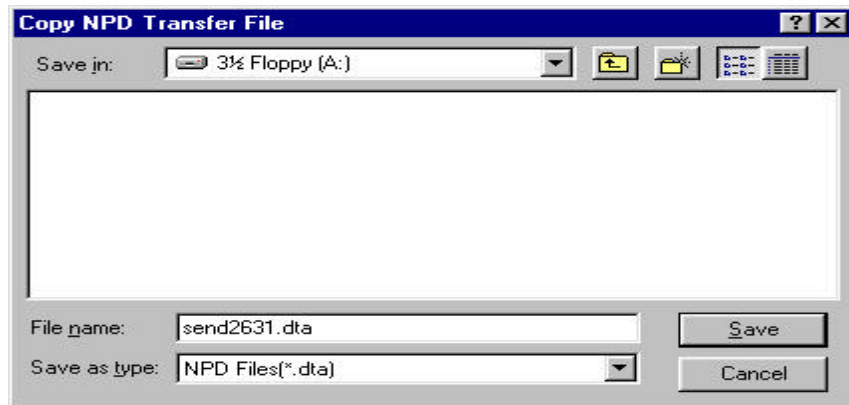 Copy NPD Transfer File
Save in: 3½ Floppy (A:)
File name: send2631.dta
Save
Save as type: NPD Files(*.dta)
Cancel